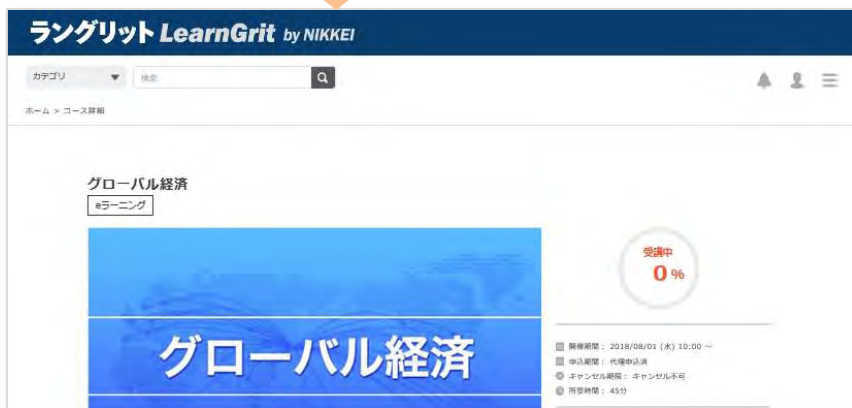 ラングリット LearnGrit by NIKKEI
カテゴリ
検索
ホーム > コース詳細
グローバル経済
eラーニング
グローバル経済
受講中
0 %
開催期間： 2018/08/01 (水) 10:00 ～
申込期間： 代理申込済
キャンセル期限： キャンセル不可
所要時間： 45分